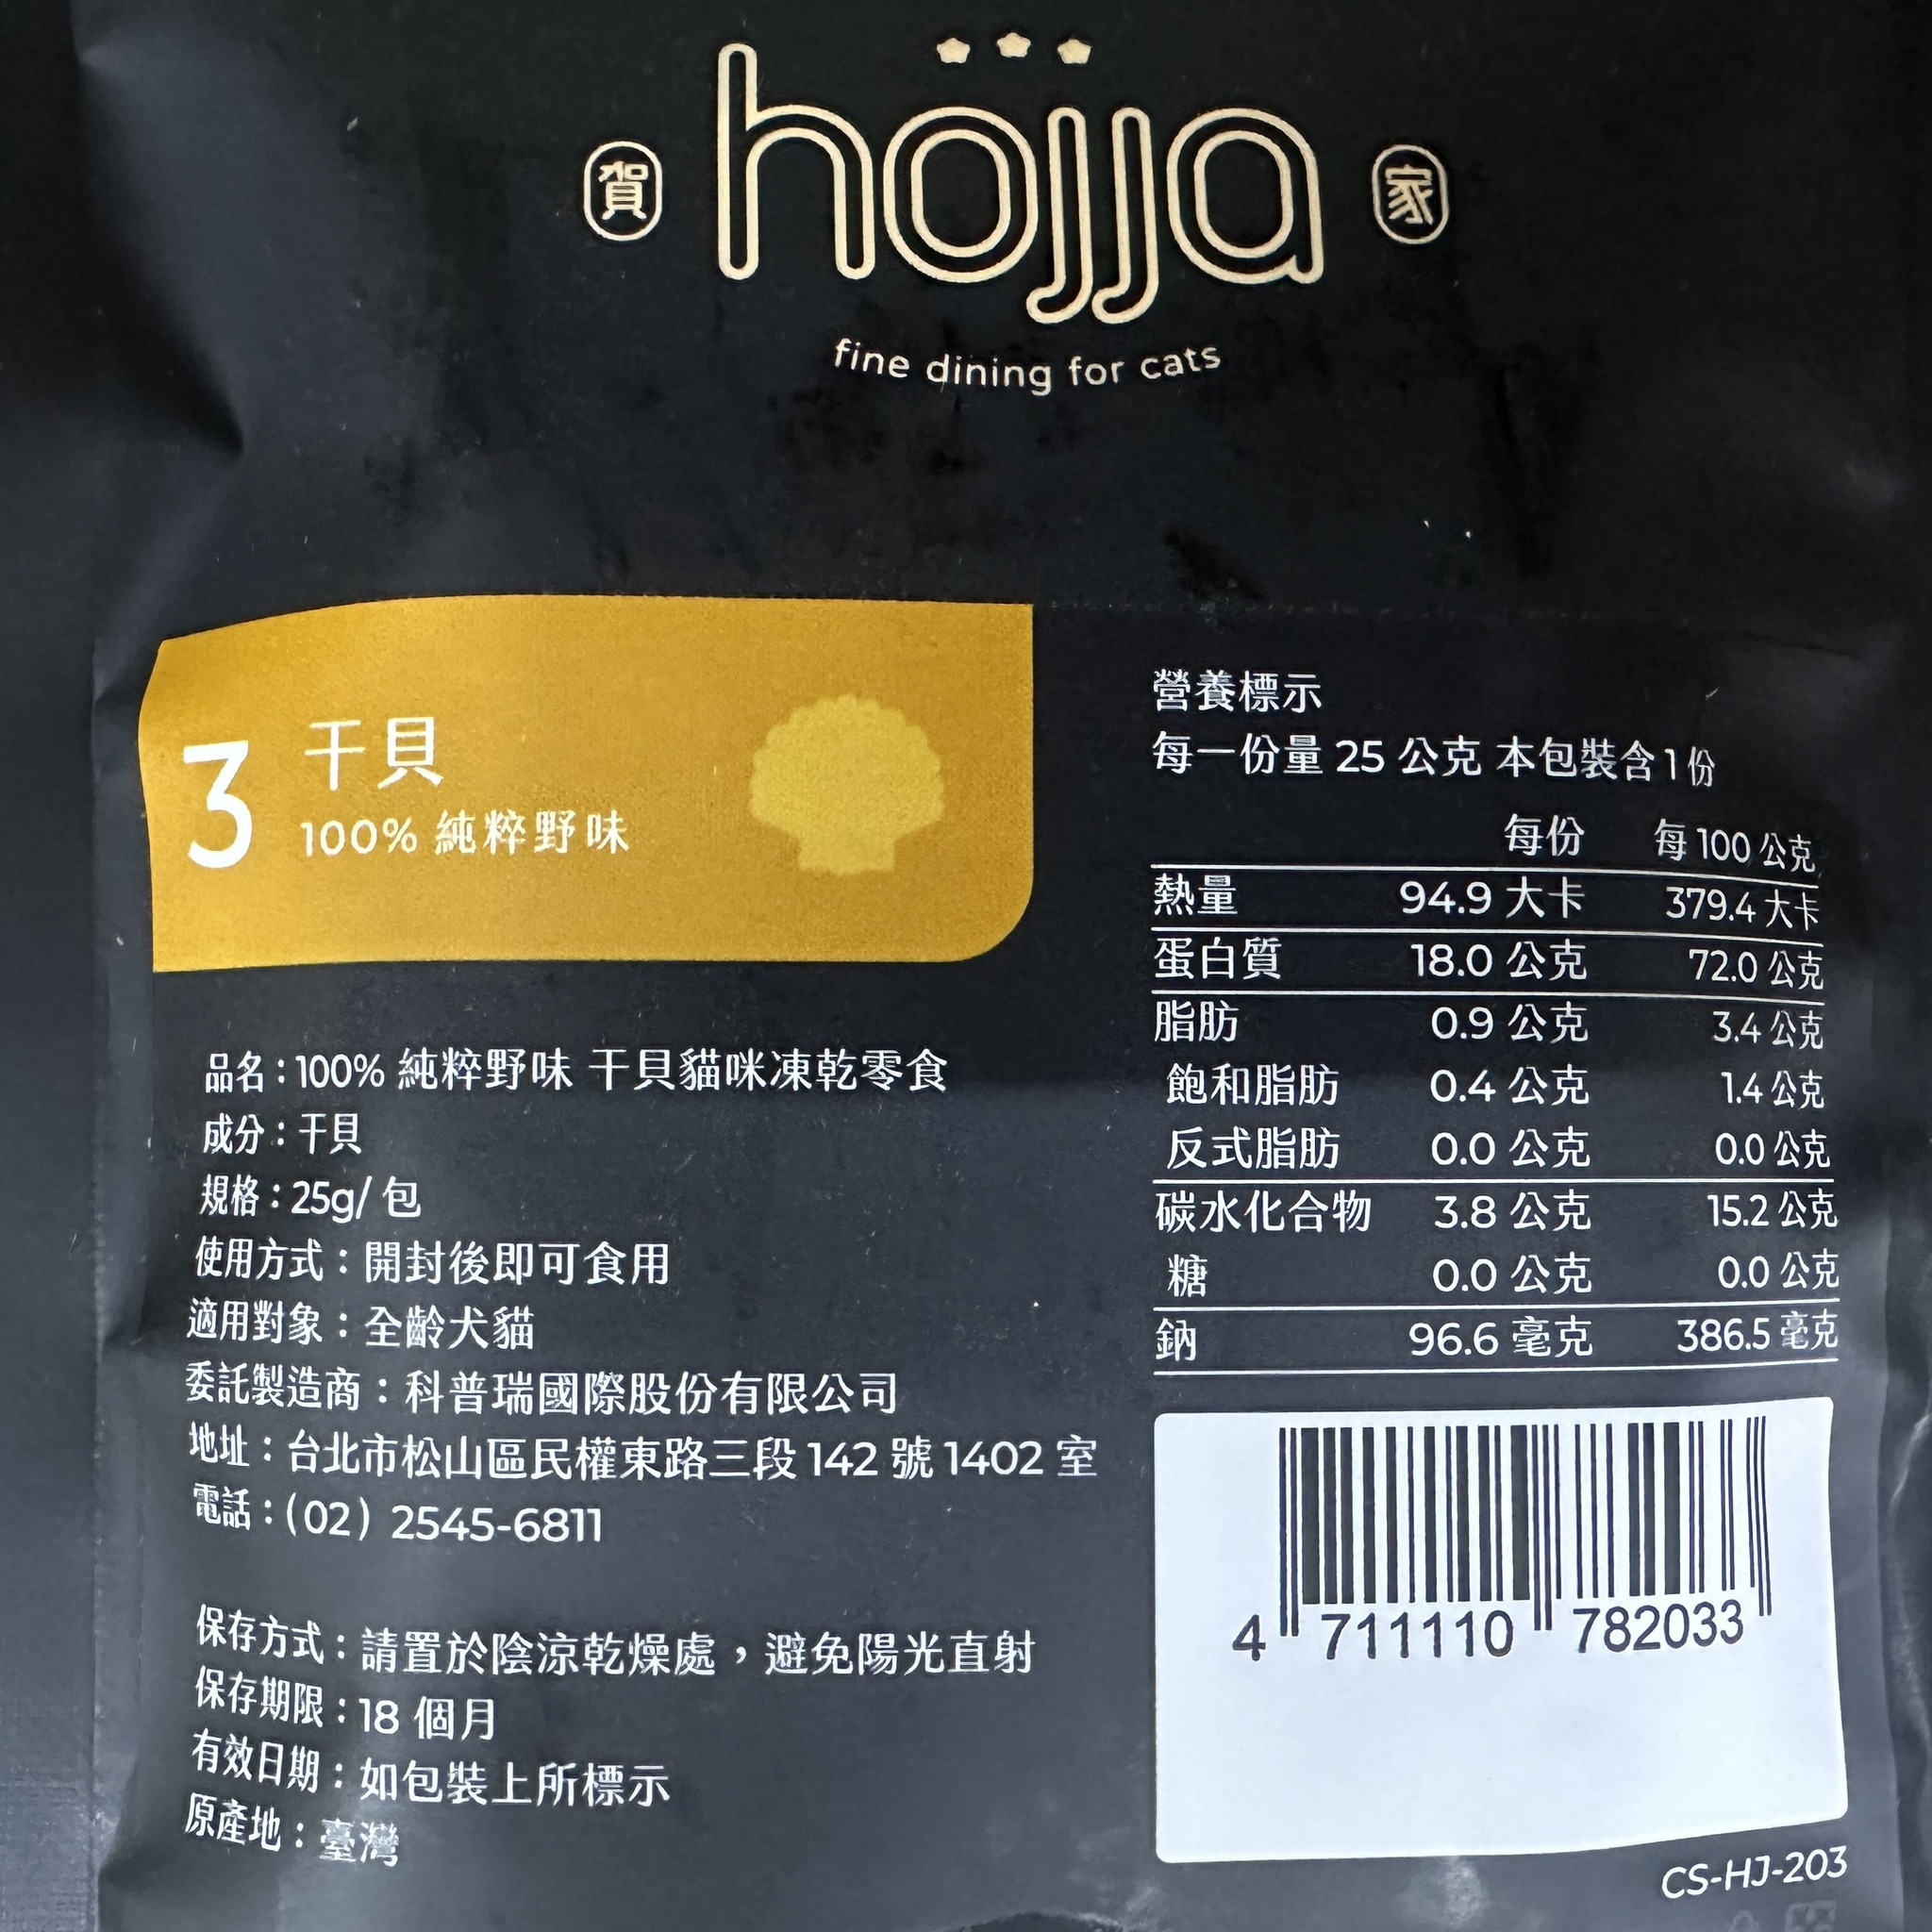 賀 hojja 家
fine dining for cats
3 干貝
100% 純粹野味
品名：100% 純粹野味 干貝貓咪凍乾零食
成分：干貝
規格：25g/ 包
使用方式：開封後即可食用
適用對象：全齡犬貓
委託製造商：科普瑞國際股份有限公司
地址：台北市松山區民權東路三段 142 號 1402 室
電話：(02) 2545-6811
保存方式：請置於陰涼乾燥處，避免陽光直射
保存期限：18 個月
有效日期：如包裝上所標示
原產地：臺灣
營養標示
每一份量 25 公克 本包裝含 1 份
每份 每 100 公克
熱量 94.9 大卡 379.4 大卡
蛋白質 18.0 公克 72.0 公克
脂肪 0.9 公克 3.4 公克
飽和脂肪 0.4 公克 1.4 公克
反式脂肪 0.0 公克 0.0 公克
碳水化合物 3.8 公克 15.2 公克
糖 0.0 公克 0.0 公克
鈉 96.6 毫克 386.5 毫克
4 711110 782033
CS-HJ-203